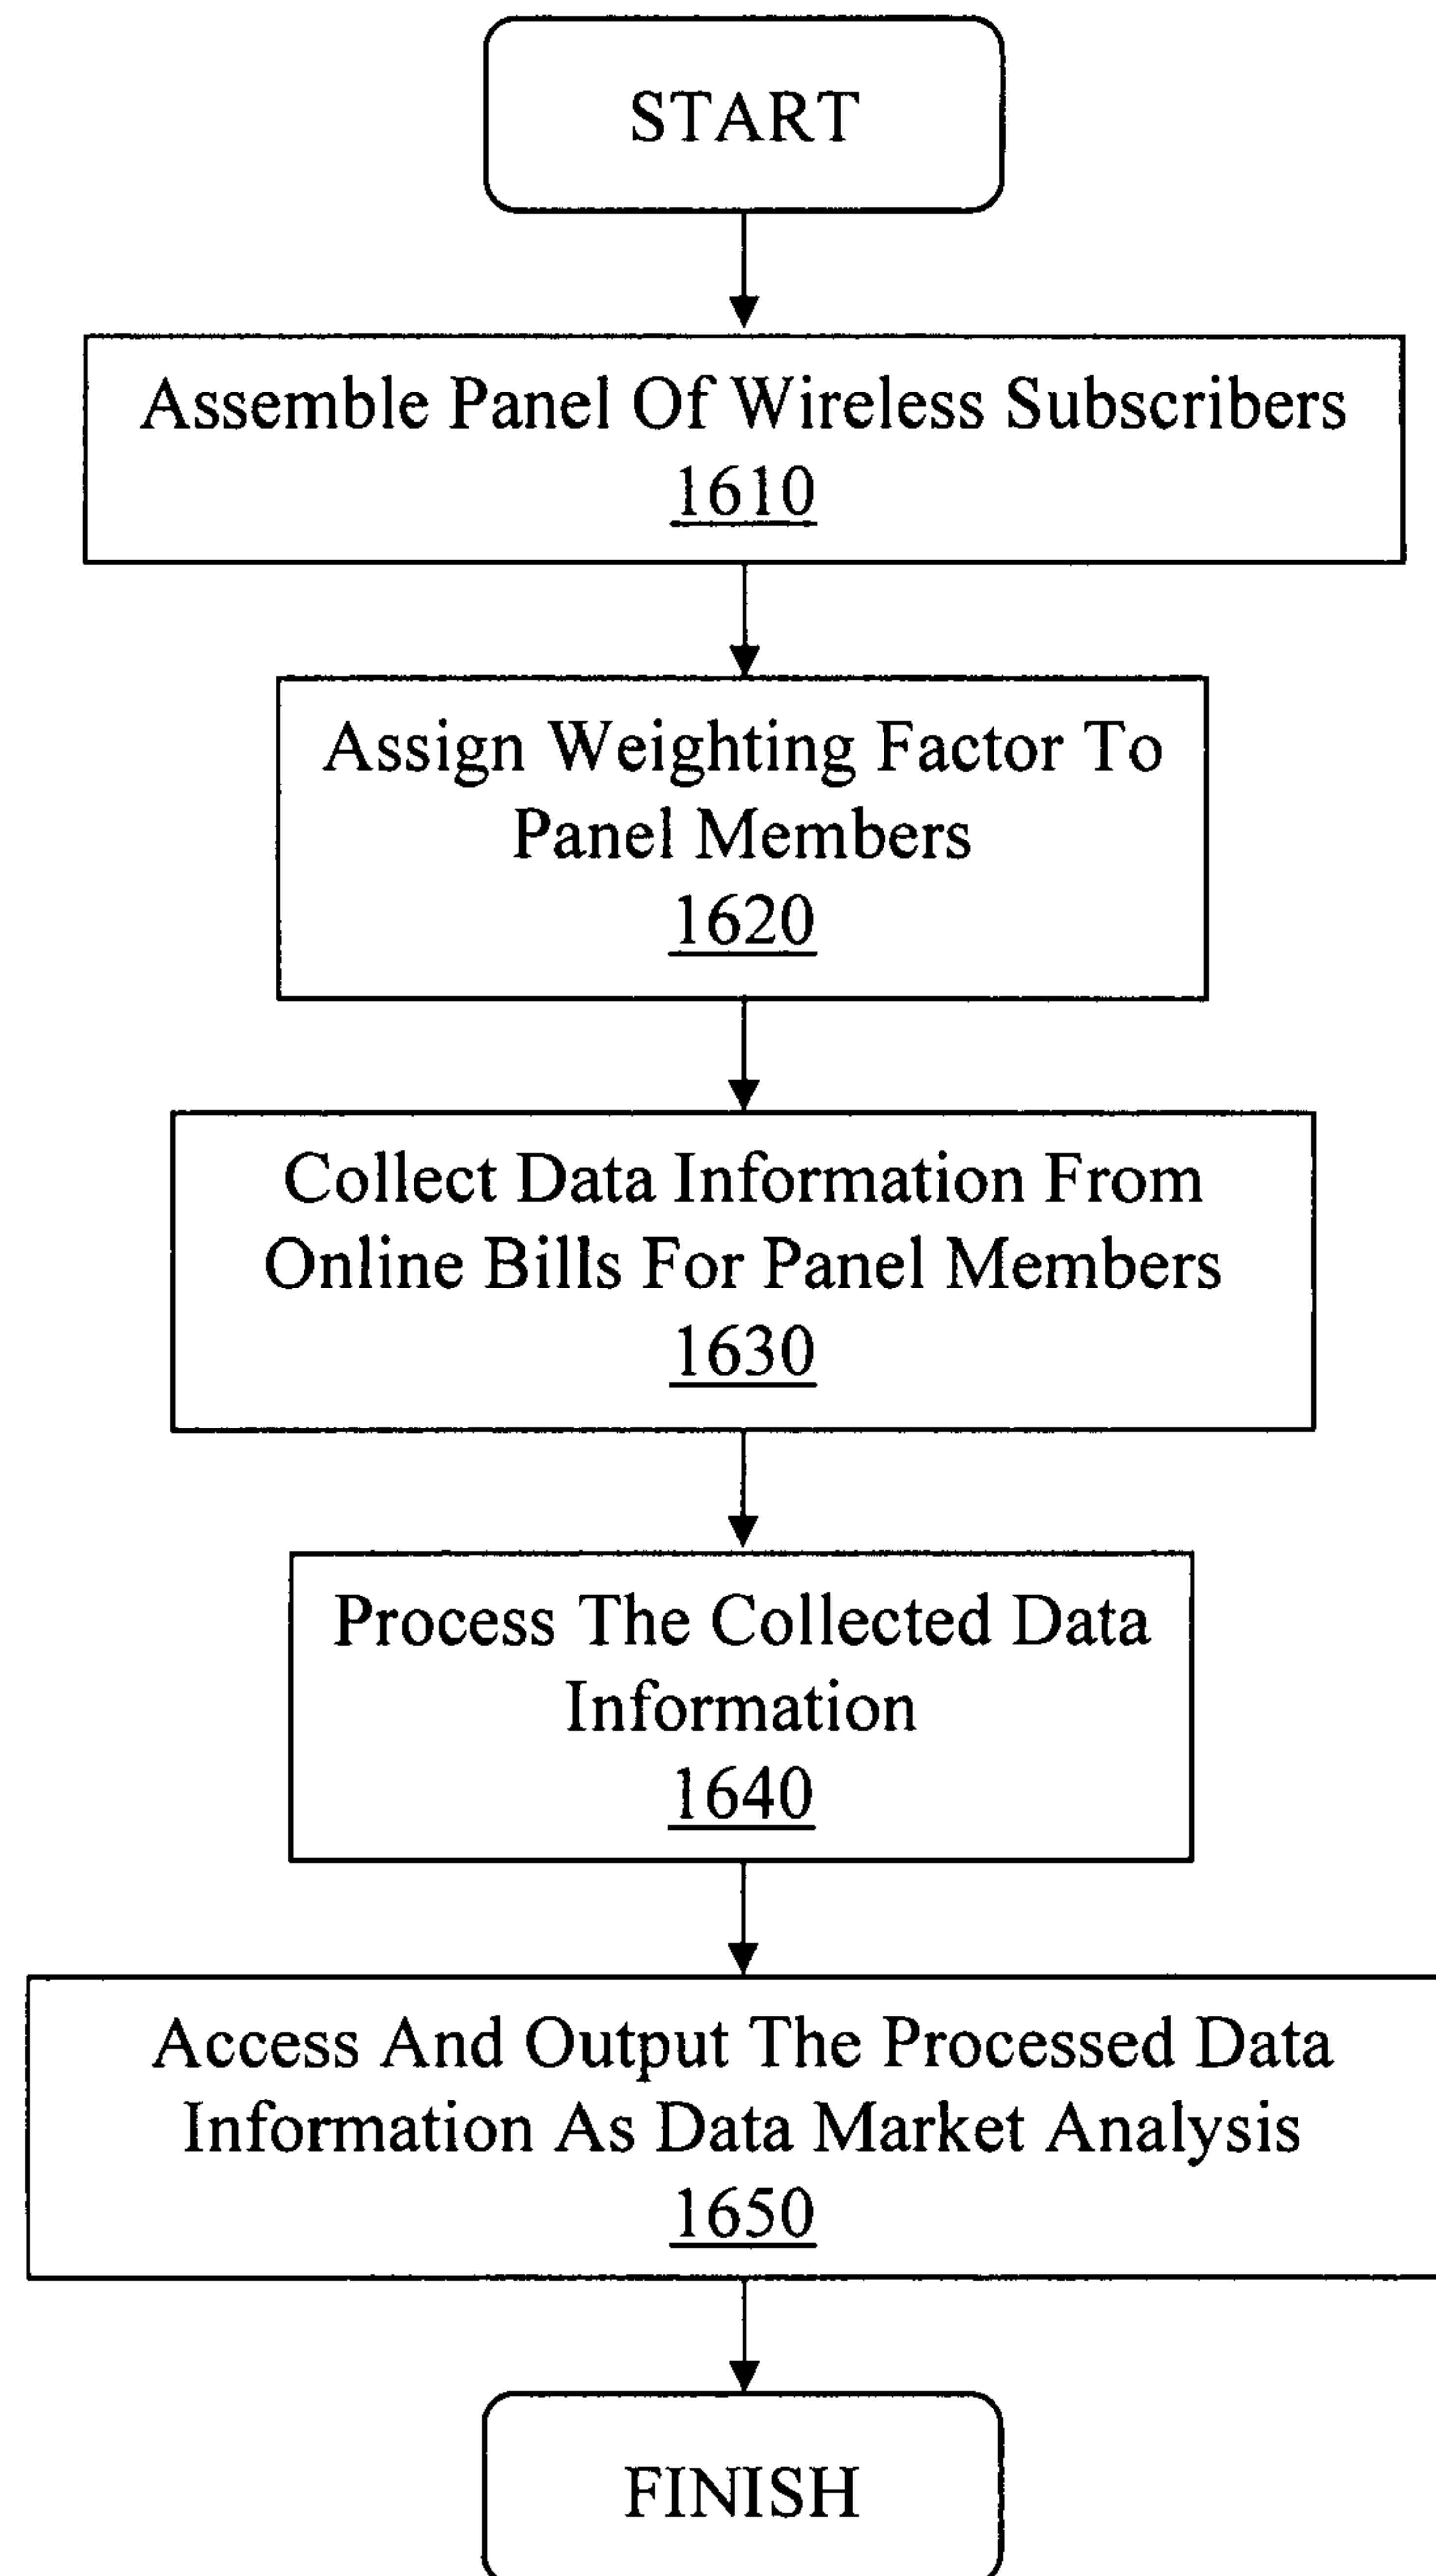 START
Assemble Panel Of Wireless Subscribers
1610
Assign Weighting Factor To
Panel Members
1620
Collect Data Information From
Online Bills For Panel Members
1630
Process The Collected Data
Information
1640
Access And Output The Processed Data
Information As Data Market Analysis
1650
FINISH